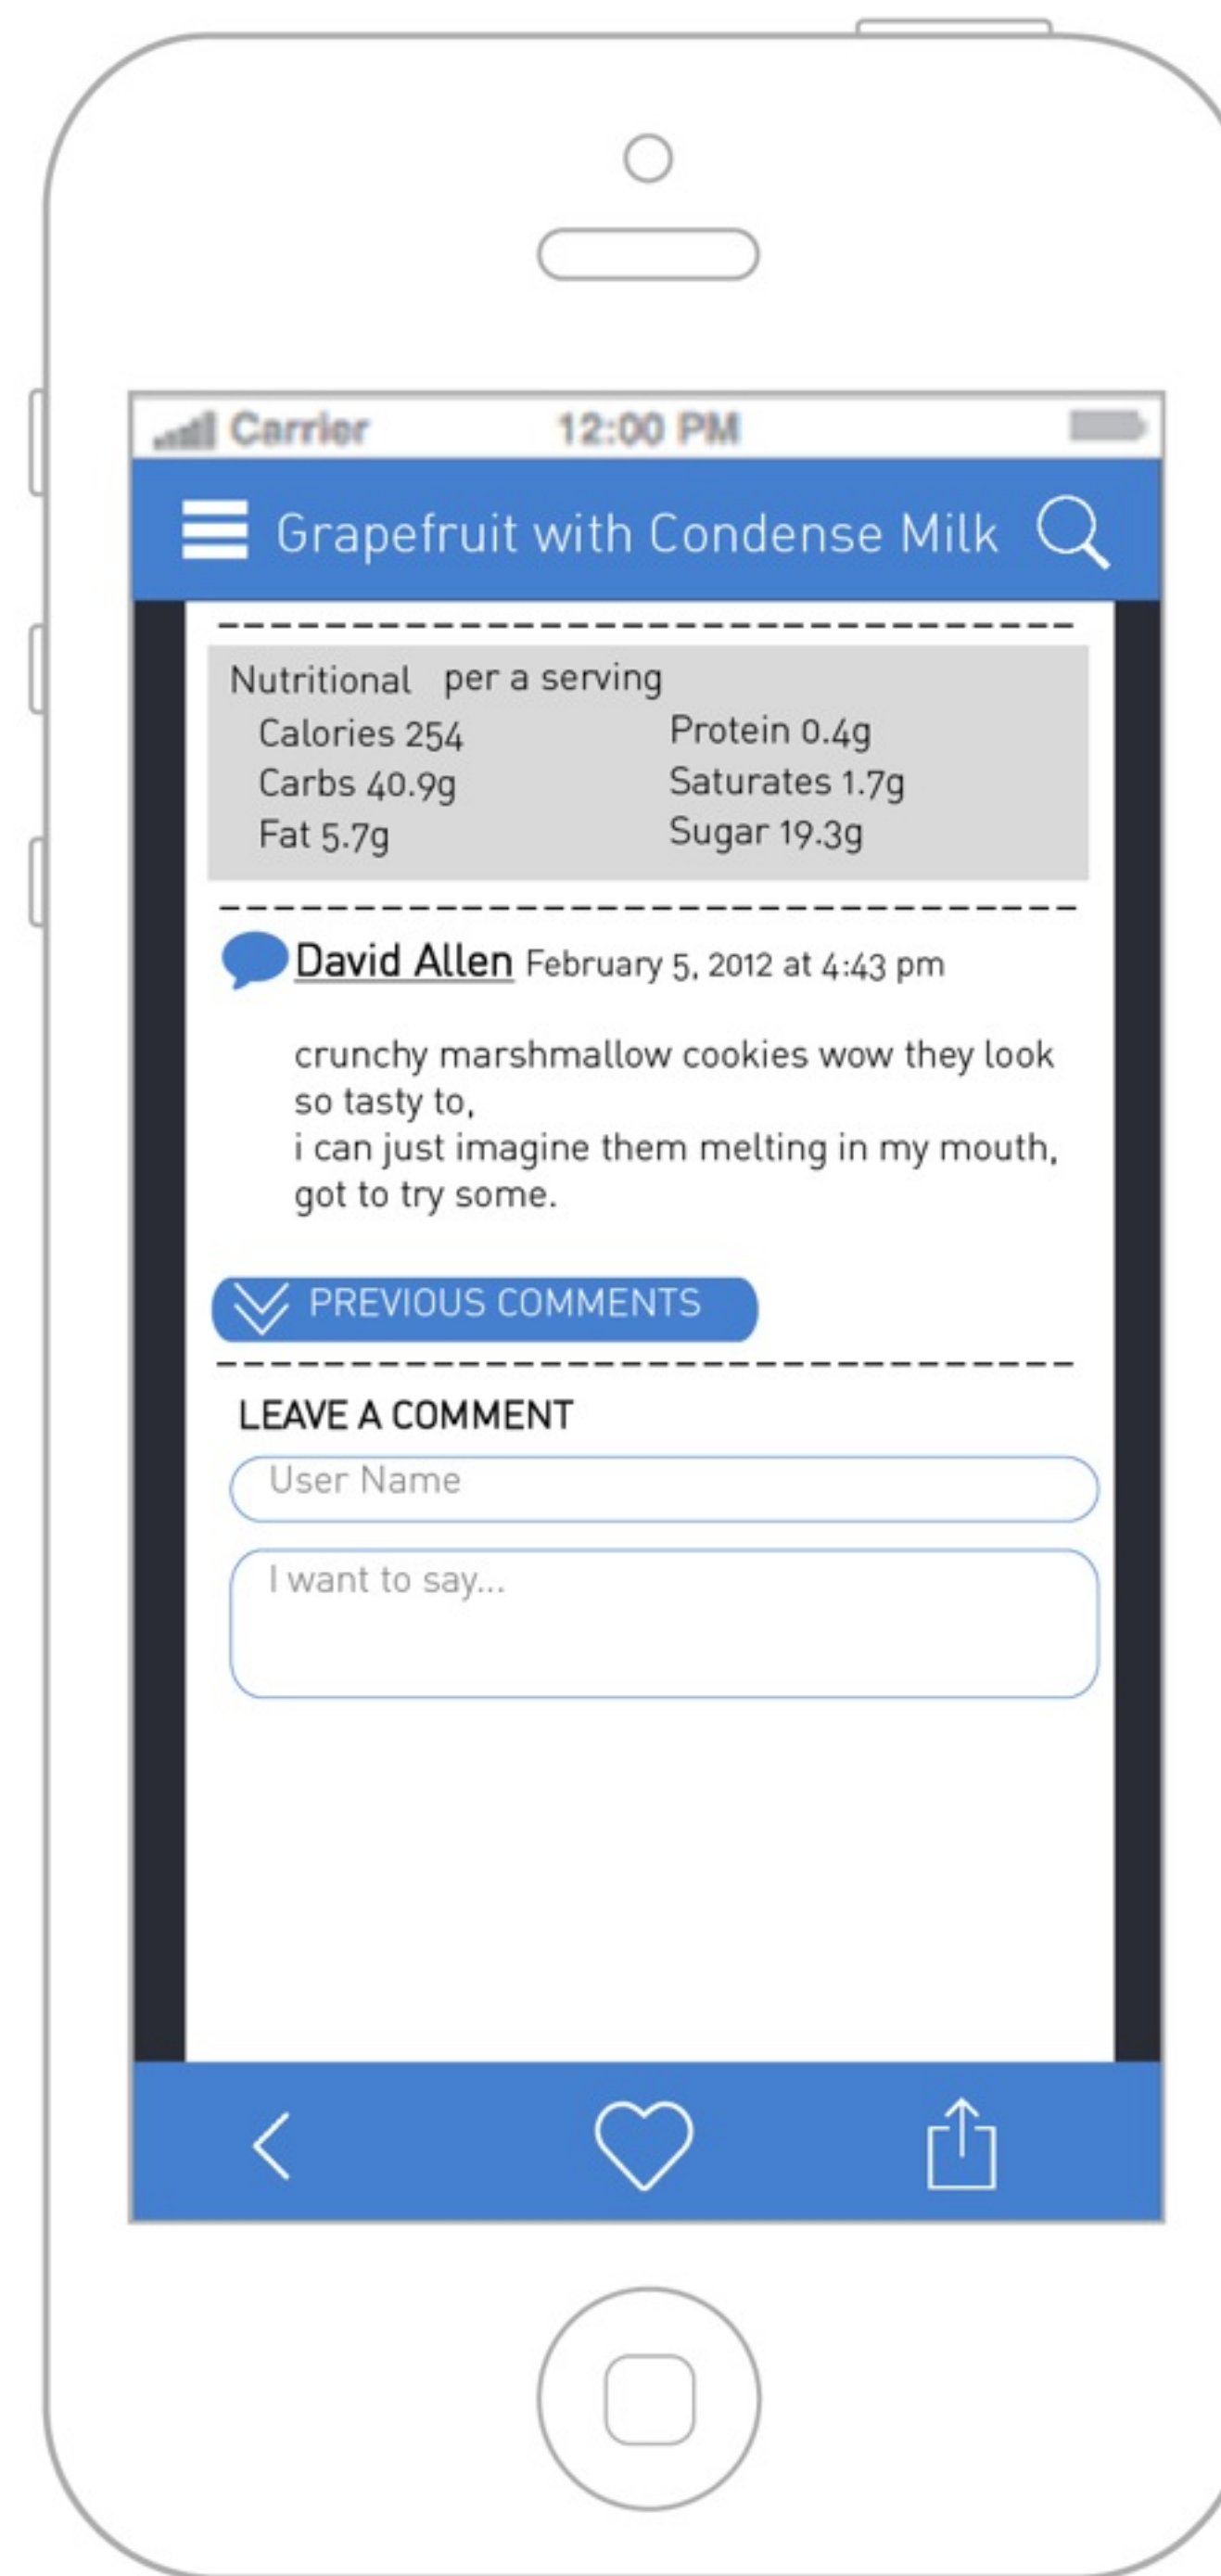 Carrier 12:00 PM
Grapefruit with Condense Milk
Nutritional per a serving
Calories 254 Protein 0.4g
Carbs 40.9g Saturates 1.7g
Fat 5.7g Sugar 19.3g
David Allen February 5, 2012 at 4:43 pm
crunchy marshmallow cookies wow they look
so tasty to,
i can just imagine them melting in my mouth,
got to try some.
PREVIOUS COMMENTS
LEAVE A COMMENT
User Name
I want to say...